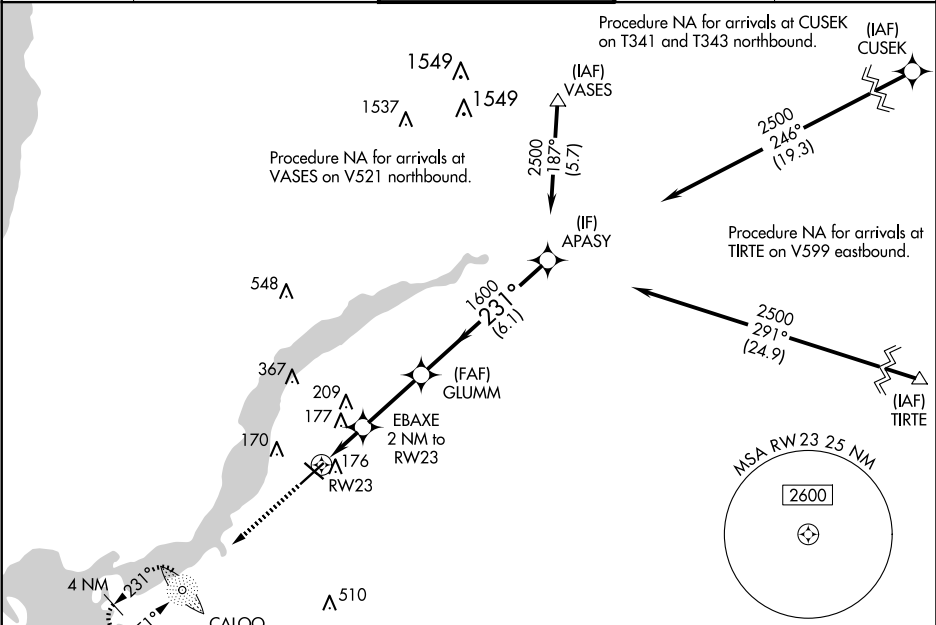 Procedure NA for arrivals at CUSEK
on T341 and T343 northbound.
(IAF)
CUSEK
1549
1549
1537
(IAF)
VASES
2500
187°
(5.7)
2500
246°
(19.3)
Procedure NA for arrivals at
VASES on V521 northbound.
(IF)
APASY
Procedure NA for arrivals at
TIRTE on V599 eastbound.
548
1600
231°
(6.1)
2500
291°
(24.9)
367
(FAF)
GLUMM
209
177
EBAXE
2 NM to
RW23
(IAF)
TIRTE
170
176
RW23
MSA RW23 25 NM
2600
4 NM
231°
510